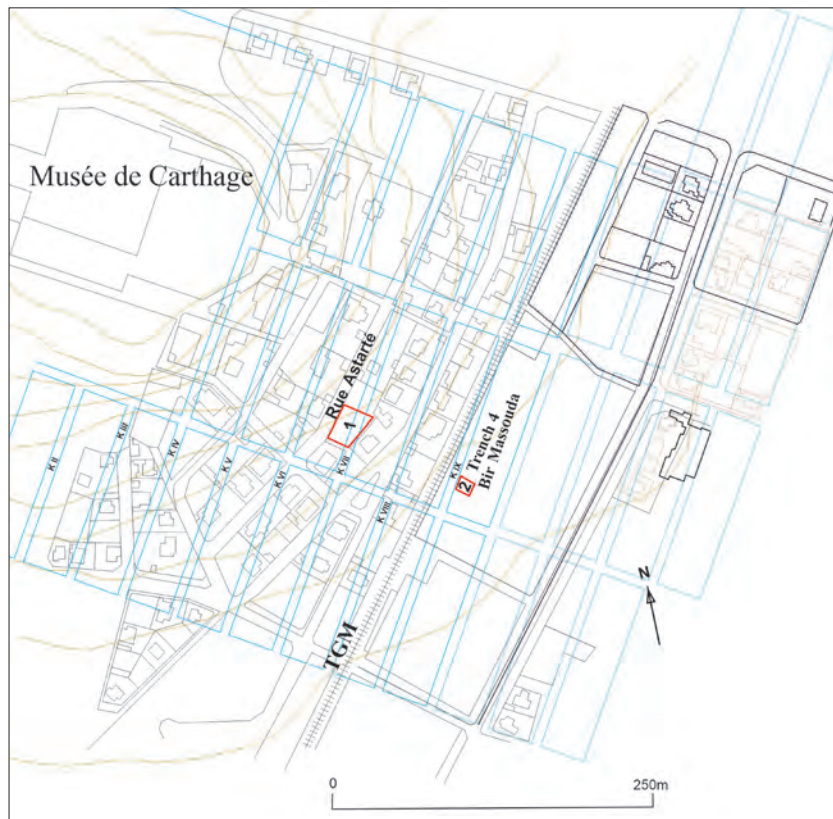 Musée de Carthage
Rue Astarté
1
Trench 4
Bir Massouda
2
K II
K III
K IV
K V
K VI
K VII
K VIII
K IX
TGM
N
0
250m